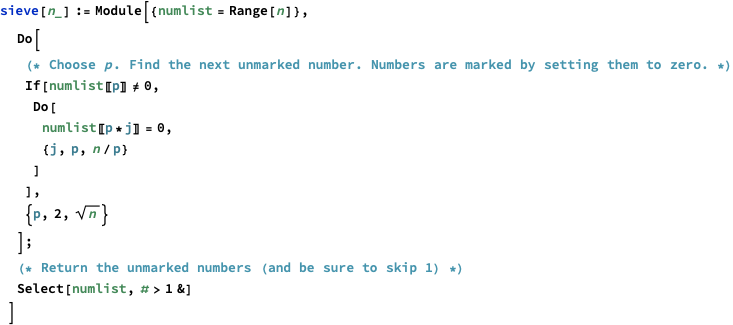 sieve[n_] := Module[{numlist = Range[n]},
Do[
(* Choose p. Find the next unmarked number. Numbers are marked by setting them to zero. *)
If[numlist⟦p⟧ ≠ 0,
Do[
numlist⟦p * j⟧ = 0,
{j, p, n / p}
]
],
{p, 2, √n}
];
(* Return the unmarked numbers (and be sure to skip 1) *)
Select[numlist, # > 1 &]
]